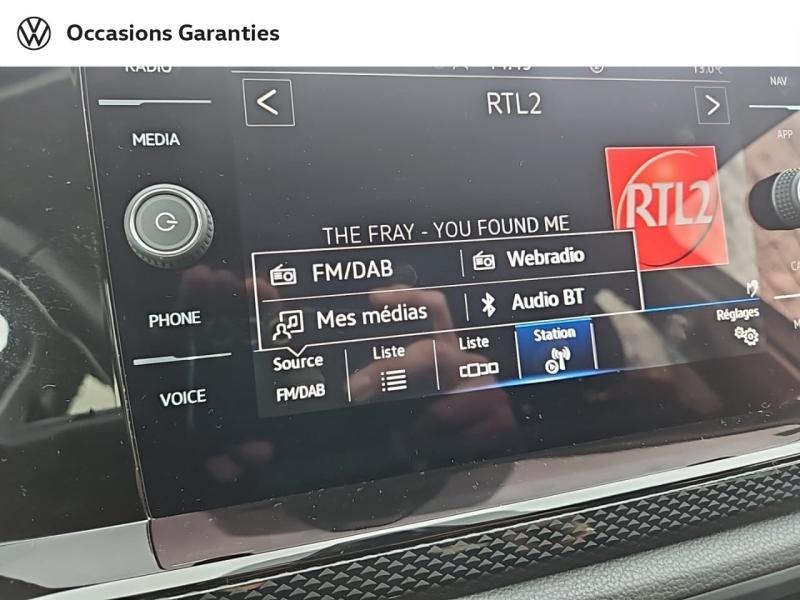 Occasions Garanties
RADIO
NAV
RTL2
MEDIA
APP
RTL2
THE FRAY - YOU FOUND ME
FM/DAB
Webradio
Mes médias
Audio BT
PHONE
Réglages
Source
Liste
Liste
Station
FM/DAB
VOICE